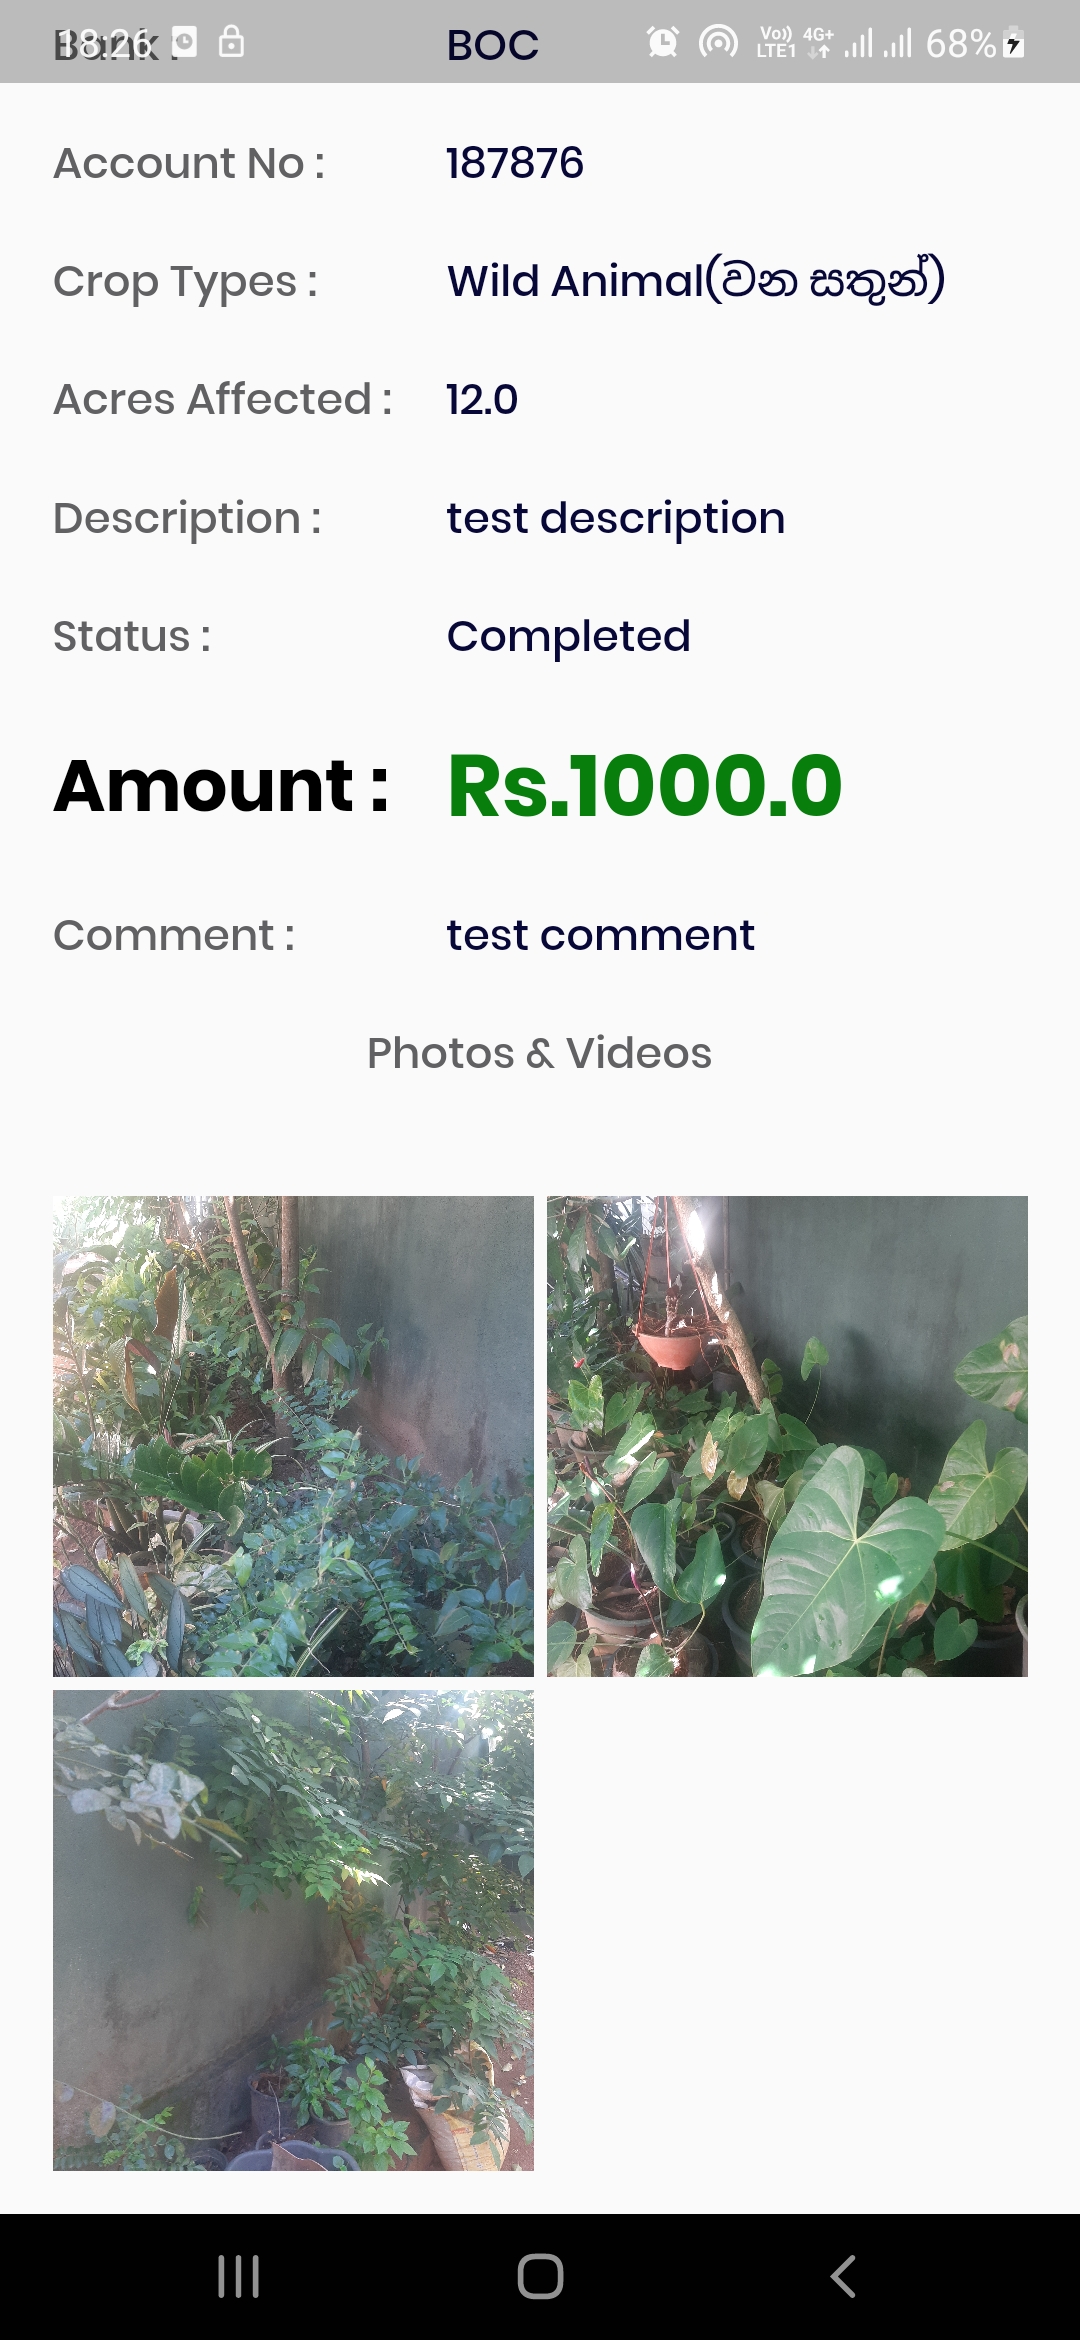 18:26 Vo)) LTE1 4G+ 68%
Bank : BOC
Account No : 187876
Crop Types : Wild Animal(වන සතුන්)
Acres Affected : 12.0
Description : test description
Status : Completed
Amount : Rs.1000.0
Comment : test comment
Photos & Videos